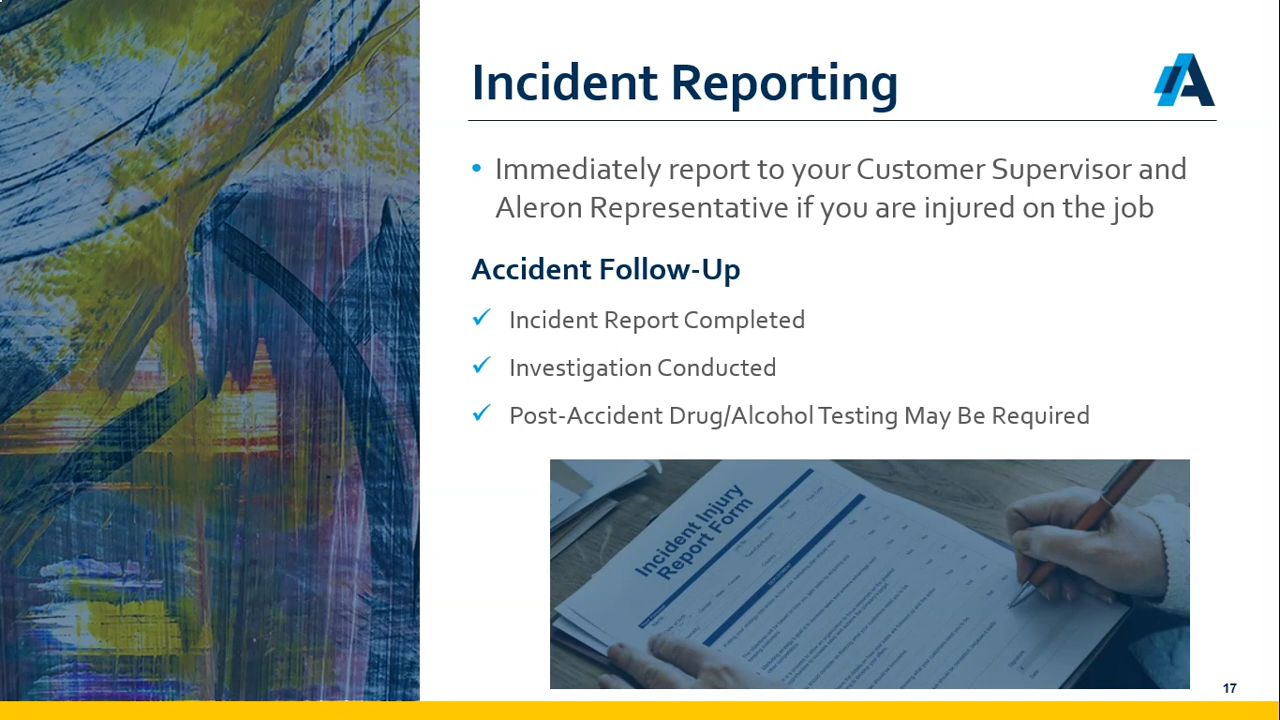 Incident Reporting
• Immediately report to your Customer Supervisor and
Aleron Representative if you are injured on the job
Accident Follow-Up
✓ Incident Report Completed
✓ Investigation Conducted
✓ Post-Accident Drug/Alcohol Testing May Be Required
Incident Injury
Report Form
17